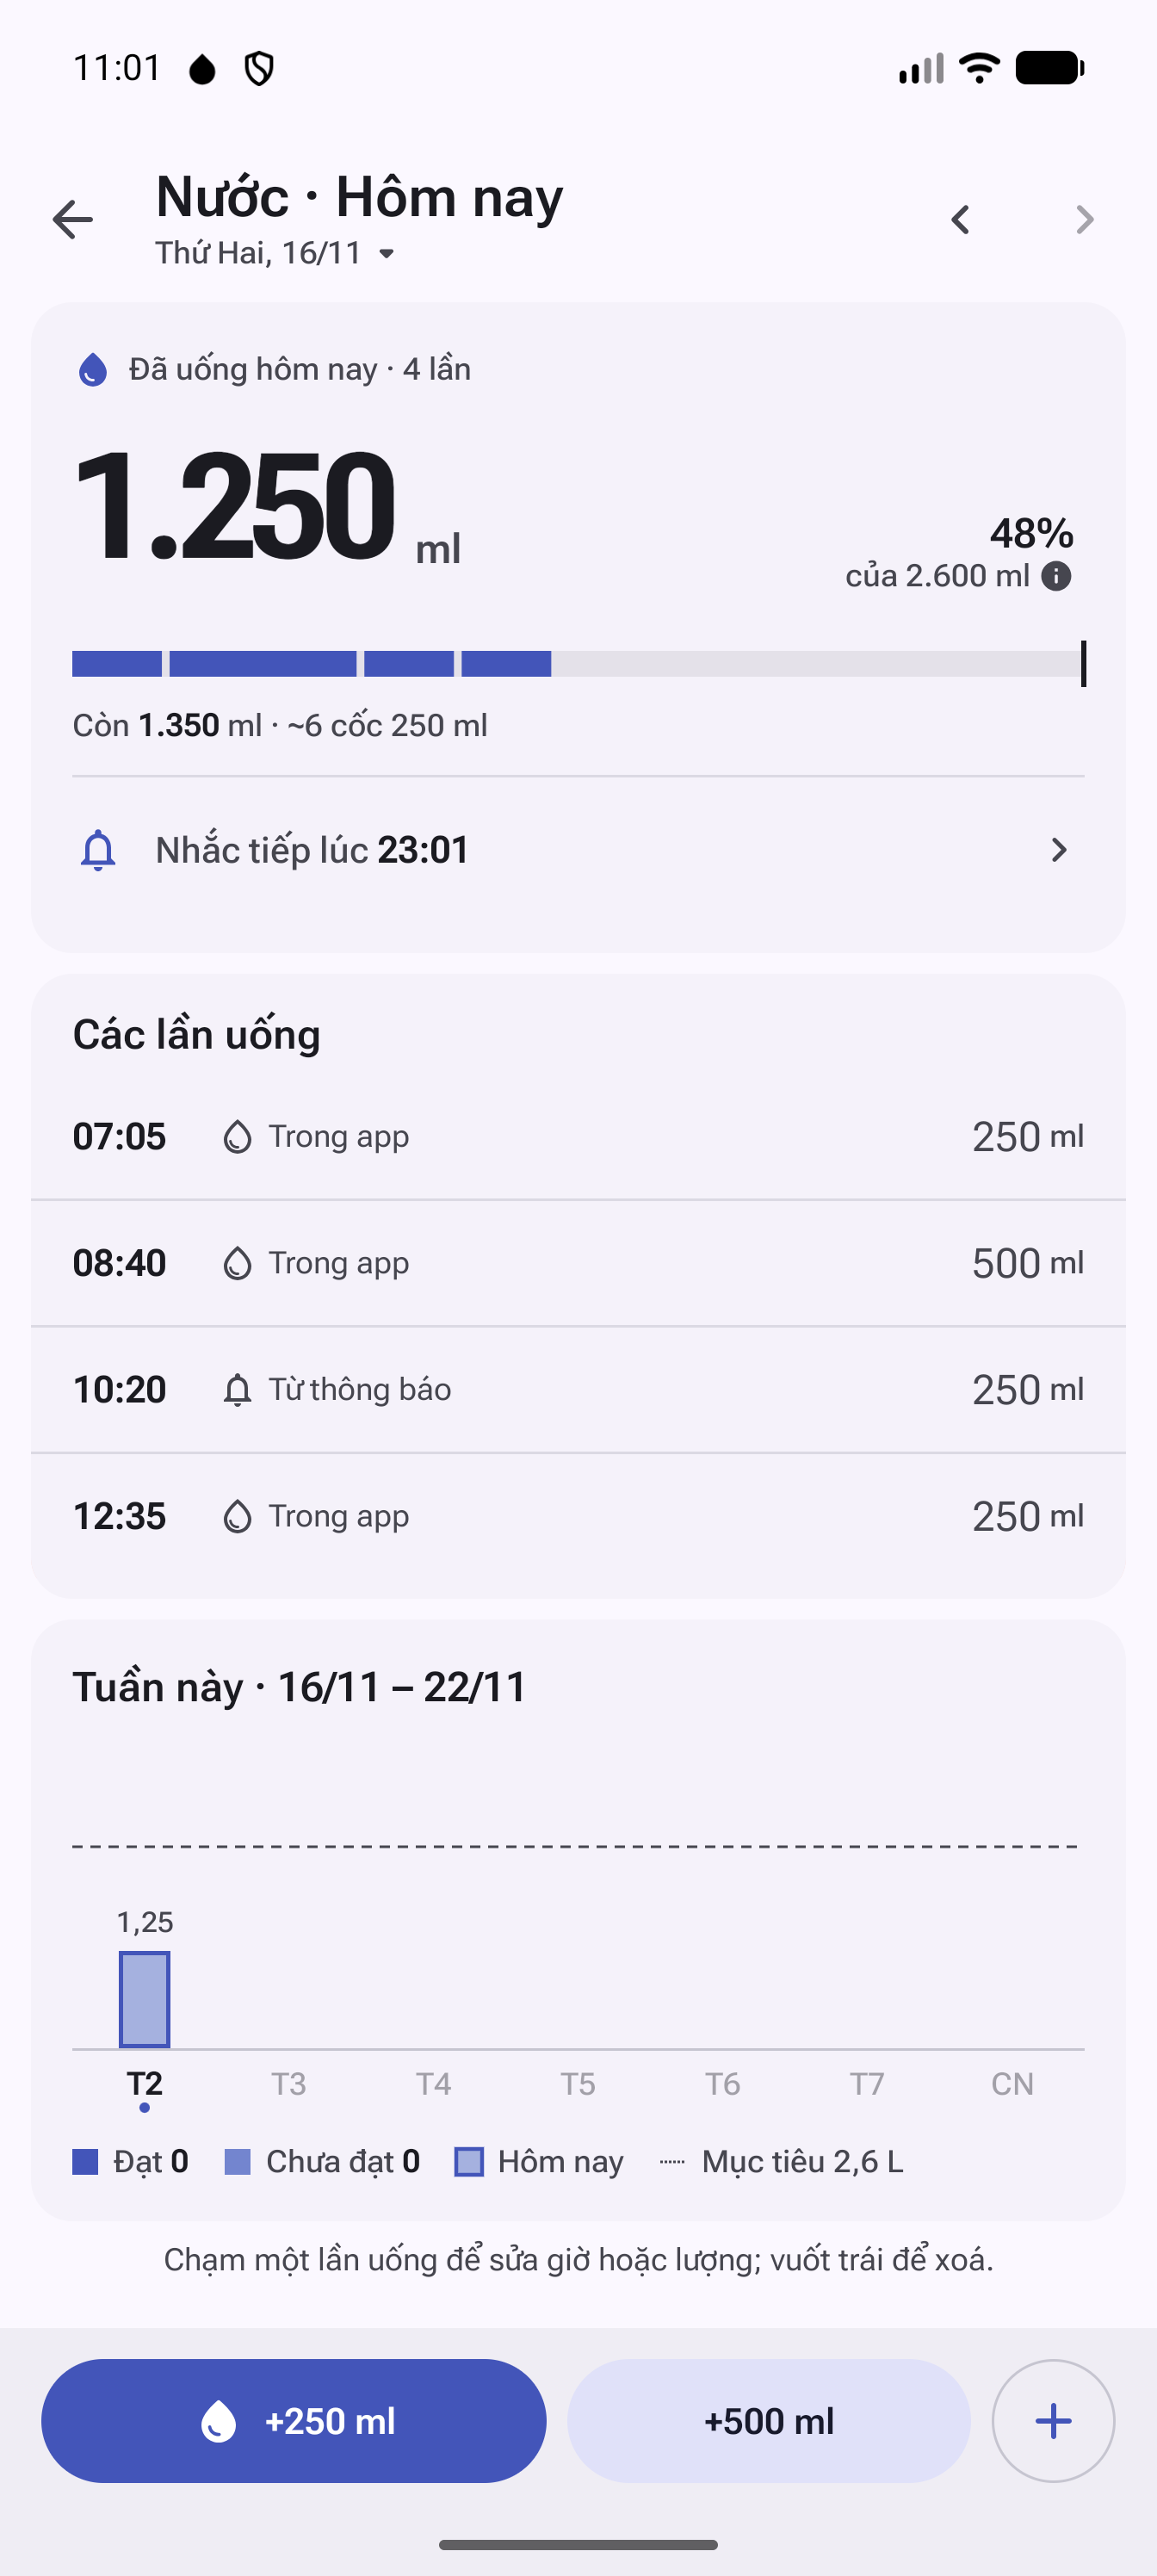 11:01
Nước · Hôm nay
Thứ Hai, 16/11
Đã uống hôm nay · 4 lần
1.250 ml
48%
của 2.600 ml
Còn 1.350 ml · ~6 cốc 250 ml
Nhắc tiếp lúc 23:01
Các lần uống
07:05 Trong app 250 ml
08:40 Trong app 500 ml
10:20 Từ thông báo 250 ml
12:35 Trong app 250 ml
Tuần này · 16/11 – 22/11
1,25
T2 T3 T4 T5 T6 T7 CN
Đạt 0 Chưa đạt 0 Hôm nay Mục tiêu 2,6 L
Chạm một lần uống để sửa giờ hoặc lượng; vuốt trái để xoá.
+250 ml +500 ml